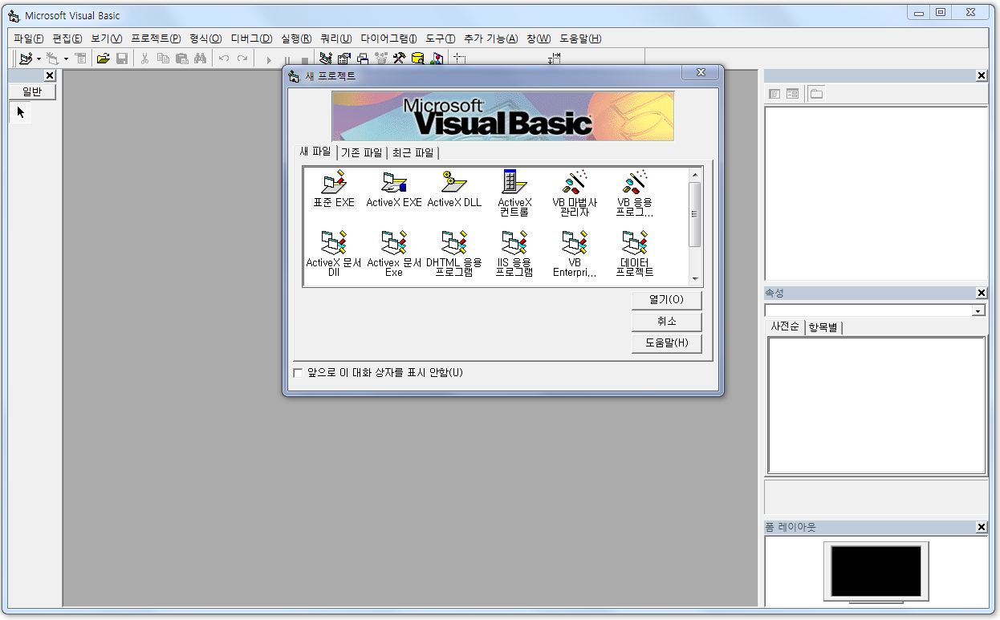 Microsoft Visual Basic
파일(F) 편집(E) 보기(V) 프로젝트(P) 형식(O) 디버그(D) 실행(R) 쿼리(U) 다이어그램(I) 도구(T) 추가 기능(A) 창(W) 도움말(H)
일반
새 프로젝트
Microsoft
Visual Basic
새 파일 기존 파일 최근 파일
표준 EXE
ActiveX EXE
ActiveX DLL
ActiveX
컨트롤
VB 마법사
관리자
VB 응용
프로그...
ActiveX 문서
Dll
Activex 문서
Exe
DHTML 응용
프로그램
IIS 응용
프로그램
VB
Enterpri...
데이터
프로젝트
열기(O)
취소
도움말(H)
앞으로 이 대화 상자를 표시 안함(U)
속성
사전순 항목별
폼 레이아웃